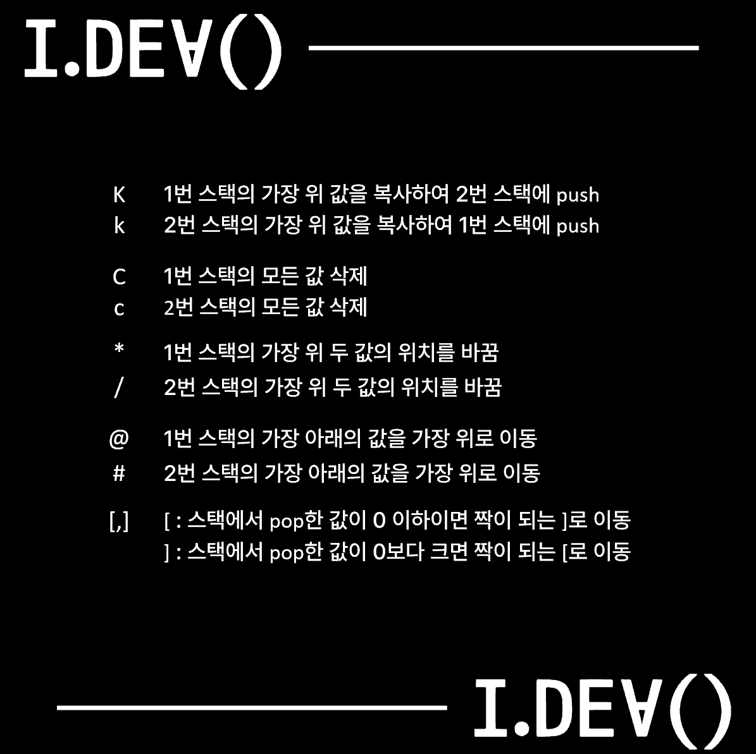 I.DE∀()
K 1번 스택의 가장 위 값을 복사하여 2번 스택에 push
k 2번 스택의 가장 위 값을 복사하여 1번 스택에 push
C 1번 스택의 모든 값 삭제
c 2번 스택의 모든 값 삭제
* 1번 스택의 가장 위 두 값의 위치를 바꿈
/ 2번 스택의 가장 위 두 값의 위치를 바꿈
@ 1번 스택의 가장 아래의 값을 가장 위로 이동
# 2번 스택의 가장 아래의 값을 가장 위로 이동
[,] [ : 스택에서 pop한 값이 0 이하이면 짝이 되는 ]로 이동
] : 스택에서 pop한 값이 0보다 크면 짝이 되는 [로 이동
I.DE∀()